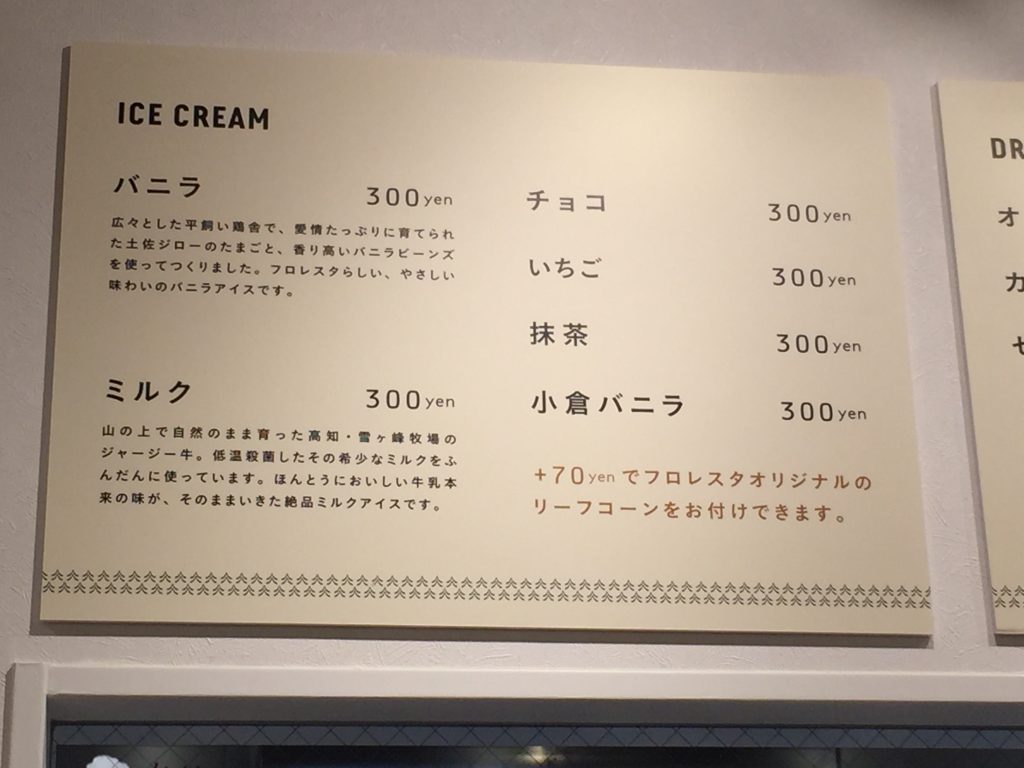 ICE CREAM
バニラ 300yen
広々とした平飼い鶏舎で、愛情たっぷりに育てられ
た土佐ジローのたまごと、香り高いバニラビーンズ
を使ってつくりました。フロレスタらしい、やさしい
味わいのバニラアイスです。
ミルク 300yen
山の上で自然のまま育った高知・雪ヶ峰牧場の
ジャージー牛。低温殺菌したその希少なミルクをふ
んだんに使っています。ほんとうにおいしい牛乳本
来の味が、そのままいきた絶品ミルクアイスです。
チョコ 300yen
いちご 300yen
抹茶 300yen
小倉バニラ 300yen
+70yenでフロレスタオリジナルの
リーフコーンをお付けできます。
DR
オ
カ
セ